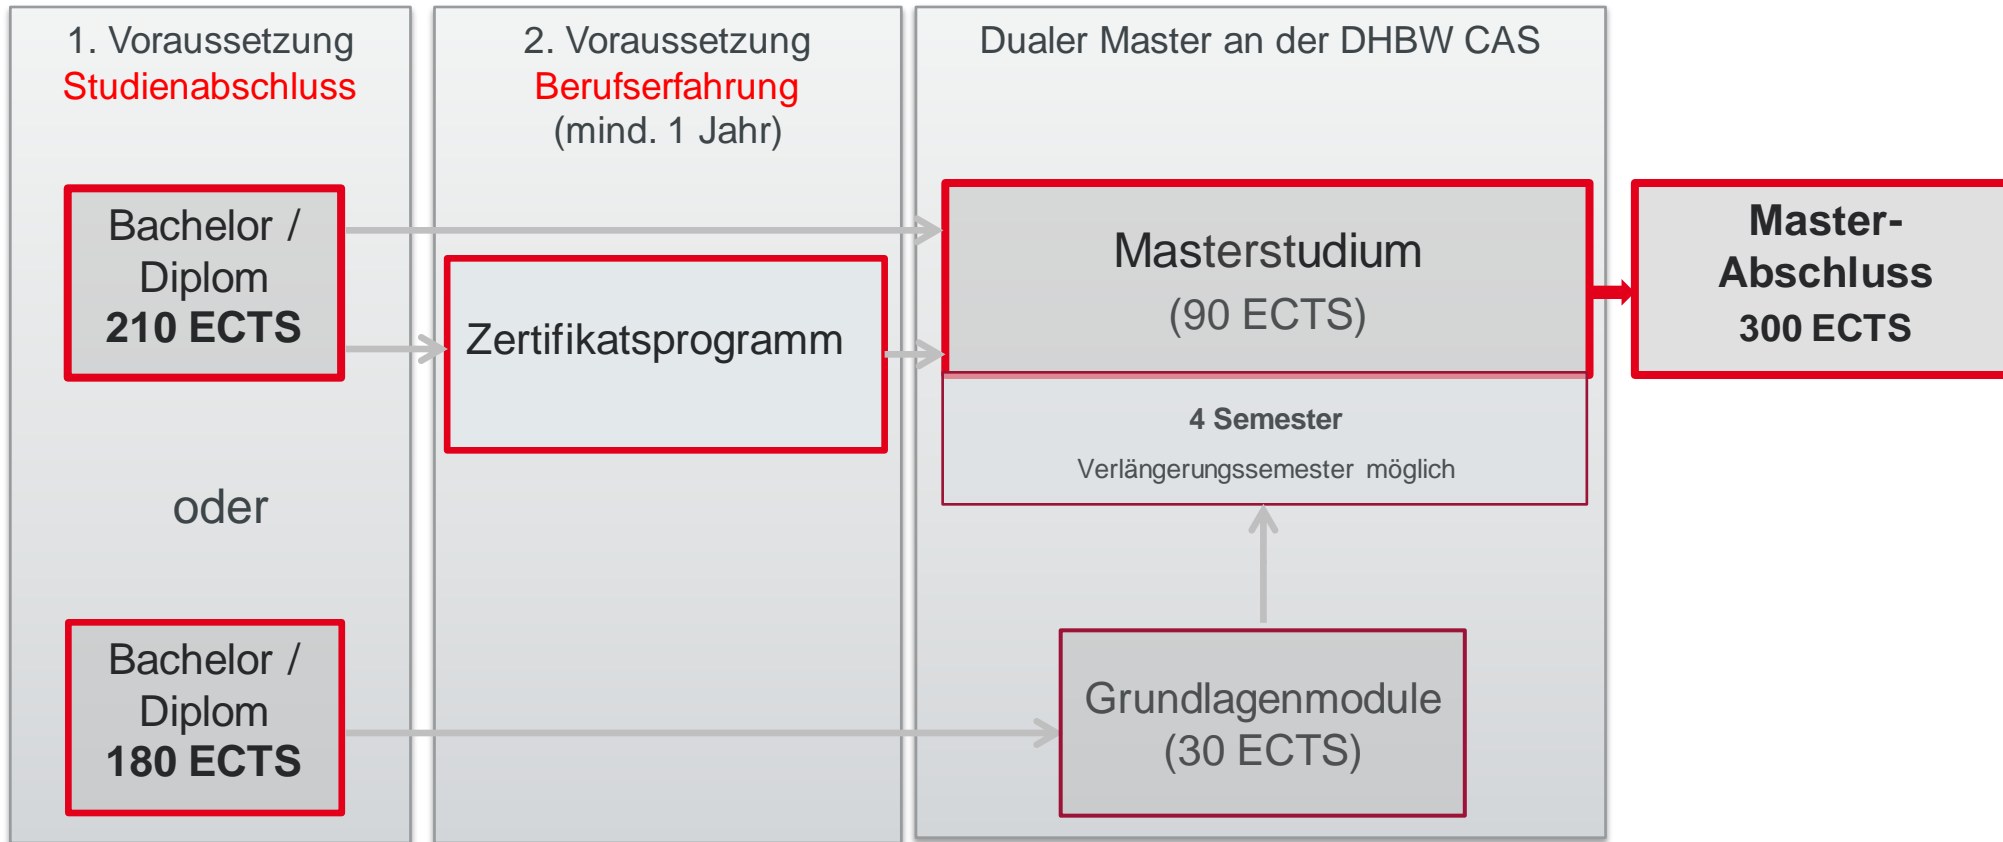 1. Voraussetzung
Studienabschluss
2. Voraussetzung
Berufserfahrung
(mind. 1 Jahr)
Dualer Master an der DHBW CAS
Bachelor /
Diplom
210 ECTS
Zertifikatsprogramm
Masterstudium
(90 ECTS)
4 Semester
Verlängerungssemester möglich
Master-
Abschluss
300 ECTS
oder
Bachelor /
Diplom
180 ECTS
Grundlagenmodule
(30 ECTS)